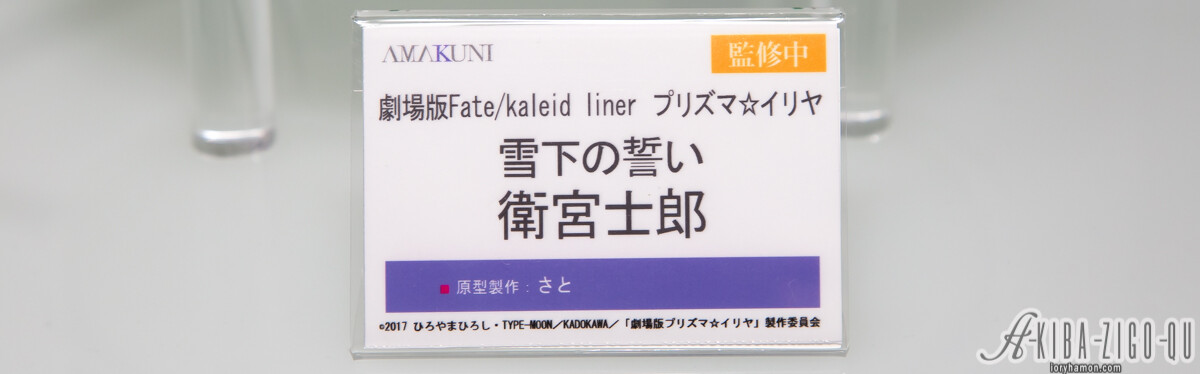 AMAKUNI
監修中
劇場版Fate/kaleid liner プリズマ☆イリヤ
雪下の誓い
衛宮士郎
■原型製作：さと
©2017 ひろやまひろし・TYPE-MOON／KADOKAWA／「劇場版プリズマ☆イリヤ」製作委員会
A-KIBA-ZIGO-QU
loryhamon.com